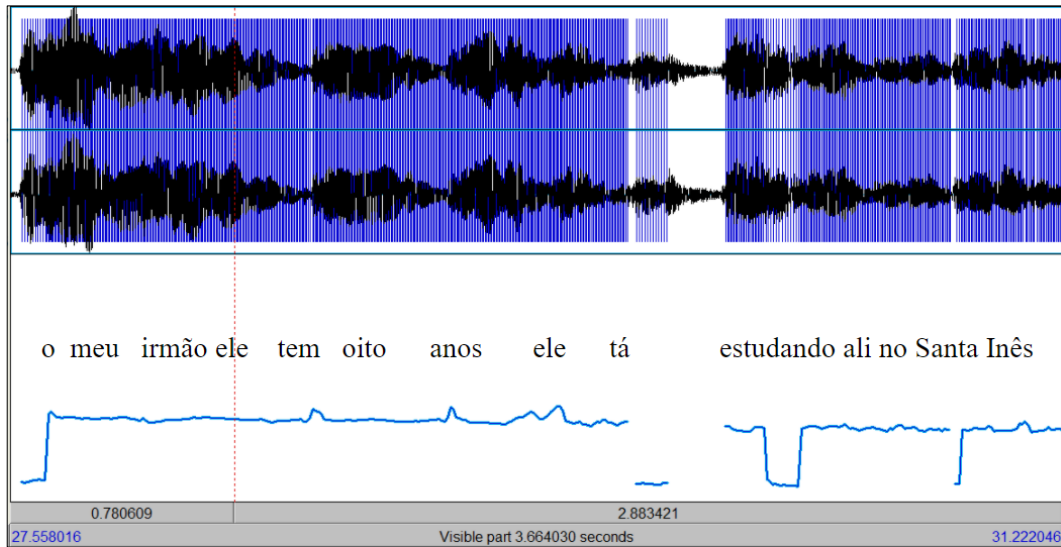 o meu irmão ele tem oito anos ele tá estudando ali no Santa Inês
0.780609 2.883421
27.558016 Visible part 3.664030 seconds 31.222046